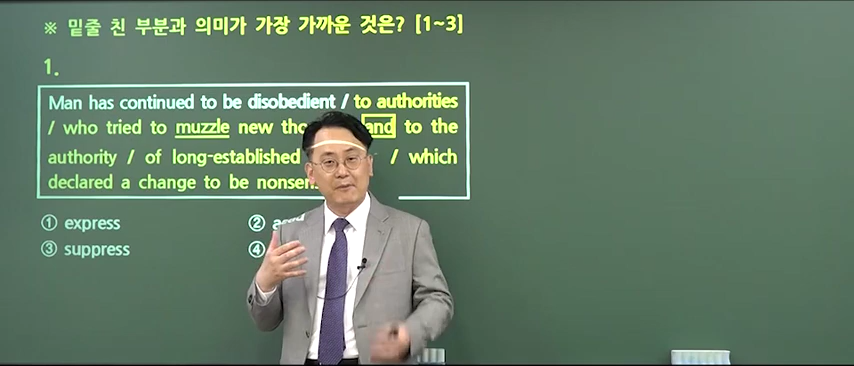 ※ 밑줄 친 부분과 의미가 가장 가까운 것은? [1~3]
1.
Man has continued to be disobedient / to authorities
/ who tried to muzzle new and to the
authority / of long-established / which
declared a change to be
① express ②
③ suppress ④